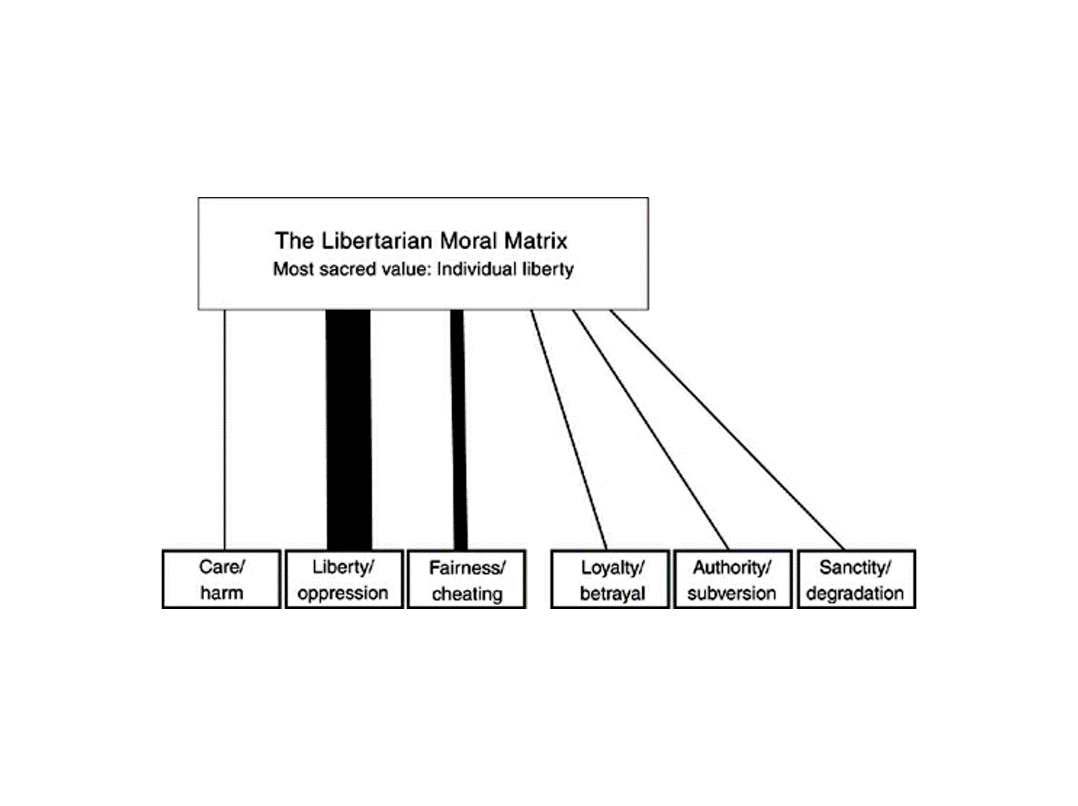 The Libertarian Moral Matrix
Most sacred value: Individual liberty
Care/
harm
Liberty/
oppression
Fairness/
cheating
Loyalty/
betrayal
Authority/
subversion
Sanctity/
degradation